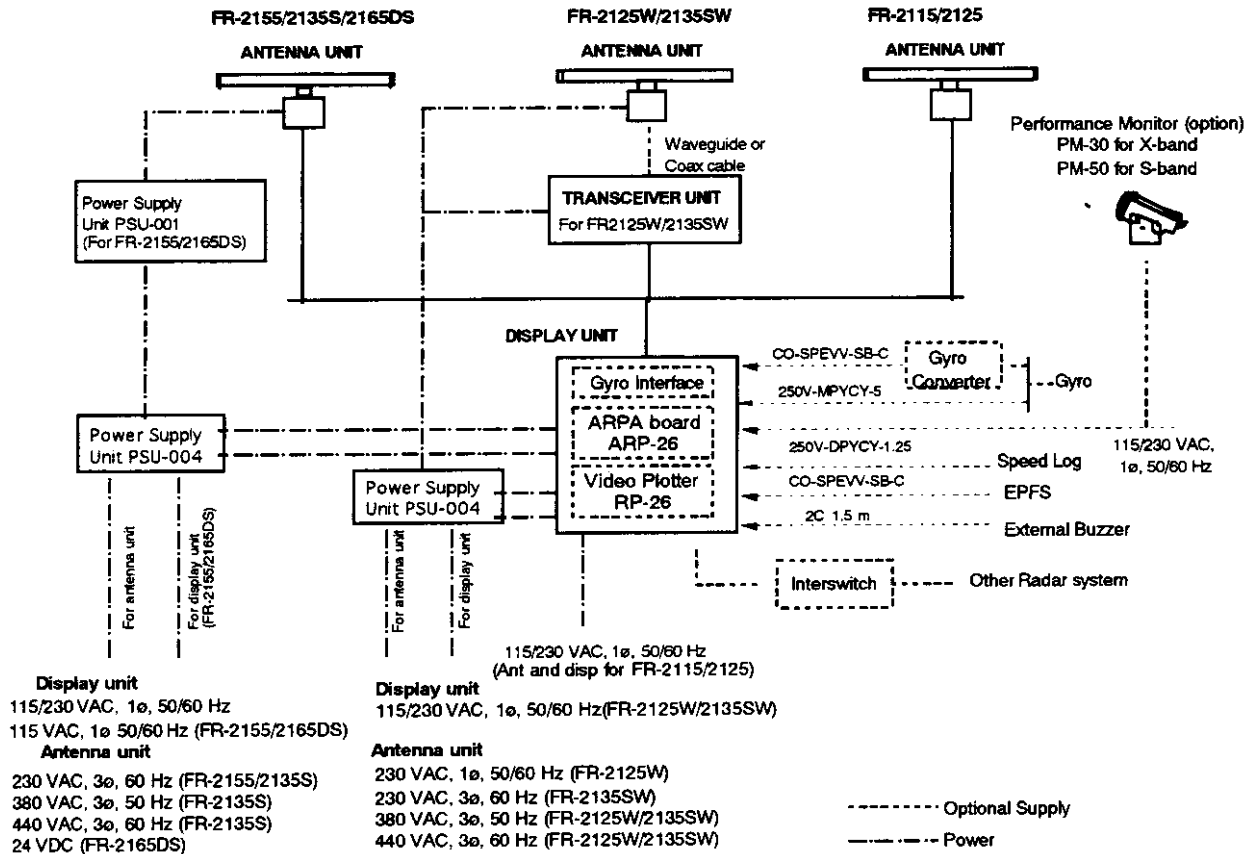 FR-2155/2135S/2165DS
ANTENNA UNIT
FR-2125W/2135SW
ANTENNA UNIT
FR-2115/2125
ANTENNA UNIT
Performance Monitor (option)
PM-30 for X-band
PM-50 for S-band
Waveguide or
Coax cable
TRANSCEIVER UNIT
For FR2125W/2135SW
Power Supply
Unit PSU-001
(For FR-2155/2165DS)
DISPLAY UNIT
Gyro Interface
ARPA board
ARP-26
Video Plotter
RP-26
CO-SPEVV-SB-C
Gyro
Converter
Gyro
250V-MPYCY-5
250V-DPYCY-1.25
Speed Log
CO-SPEVV-SB-C
EPFS
2C 1.5 m
External Buzzer
115/230 VAC,
1ø, 50/60 Hz
Interswitch
Other Radar system
Power Supply
Unit PSU-004
Power Supply
Unit PSU-004
For antenna unit
For display unit
(FR-2155/2165DS)
For antenna unit
For display unit
115/230 VAC, 1ø, 50/60 Hz
(Ant and disp for FR-2115/2125)
Display unit
115/230 VAC, 1ø, 50/60 Hz
115 VAC, 1ø 50/60 Hz (FR-2155/2165DS)
Antenna unit
230 VAC, 3ø, 60 Hz (FR-2155/2135S)
380 VAC, 3ø, 50 Hz (FR-2135S)
440 VAC, 3ø, 60 Hz (FR-2135S)
24 VDC (FR-2165DS)
Display unit
115/230 VAC, 1ø, 50/60 Hz(FR-2125W/2135SW)
Antenna unit
230 VAC, 1ø, 50/60 Hz (FR-2125W)
230 VAC, 3ø, 60 Hz (FR-2135SW)
380 VAC, 3ø, 50 Hz (FR-2125W/2135SW)
440 VAC, 3ø, 60 Hz (FR-2125W/2135SW)
Optional Supply
Power